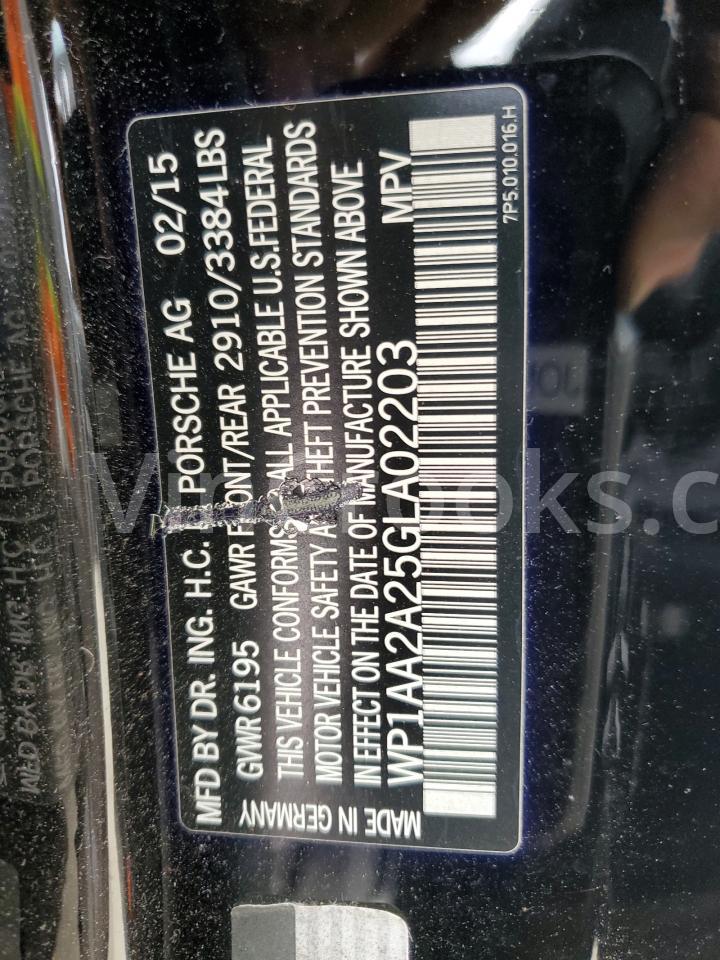 MFD BY DR. ING. H.C. F PORSCHE AG 02/15
GVWR 6195 GAWR FRONT/REAR 2910/3384LBS
THIS VEHICLE CONFORMS ALL APPLICABLE U.S.FEDERAL
MOTOR VEHICLE SAFETY A THEFT PREVENTION STANDARDS
IN EFFECT ON THE DATE OF MANUFACTURE SHOWN ABOVE
WP1AA2A25GLA02203 MPV
MADE IN GERMANY
7P5.010.016.H